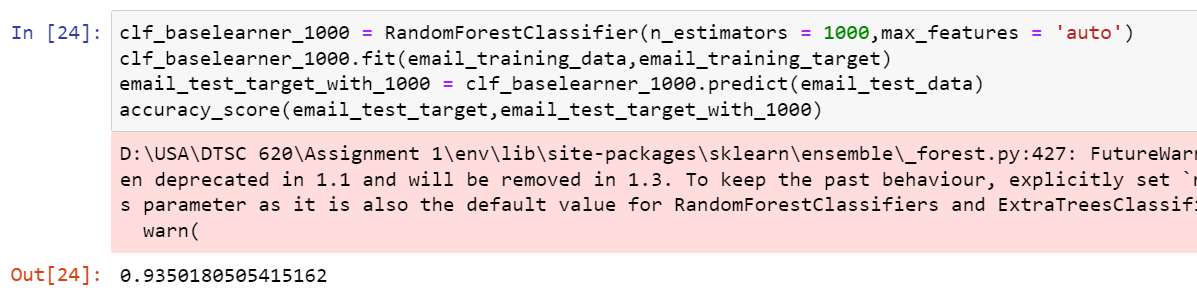 In [24]: clf_baselearner_1000 = RandomForestClassifier(n_estimators = 1000,max_features = 'auto')
clf_baselearner_1000.fit(email_training_data,email_training_target)
email_test_target_with_1000 = clf_baselearner_1000.predict(email_test_data)
accuracy_score(email_test_target,email_test_target_with_1000)
D:\USA\DTSC 620\Assignment 1\env\lib\site-packages\sklearn\ensemble\_forest.py:427: FutureWarn
en deprecated in 1.1 and will be removed in 1.3. To keep the past behaviour, explicitly set `
s parameter as it is also the default value for RandomForestClassifiers and ExtraTreesClassifi
warn(
Out[24]: 0.9350180505415162